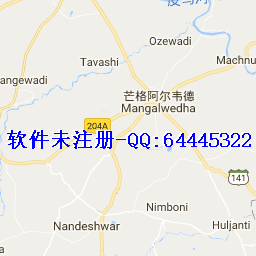 Ozewadi
Tavashi
Machnu
angewadi
芒格阿尔韦德
Mangalwedha
204A
软件未注册-QQ:64445322
141
Nimboni
Nandeshwar
Huljanti